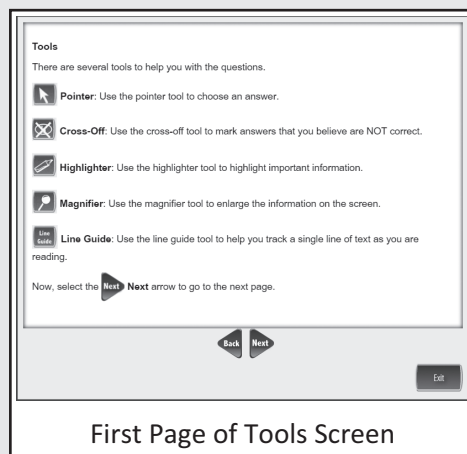 Tools
There are several tools to help you with the questions.
Pointer: Use the pointer tool to choose an answer.
Cross-Off: Use the cross-off tool to mark answers that you believe are NOT correct.
Highlighter: Use the highlighter tool to highlight important information.
Magnifier: Use the magnifier tool to enlarge the information on the screen.
Line Guide Line Guide: Use the line guide tool to help you track a single line of text as you are
reading.
Now, select the Next Next arrow to go to the next page.
Back Next
Exit
First Page of Tools Screen